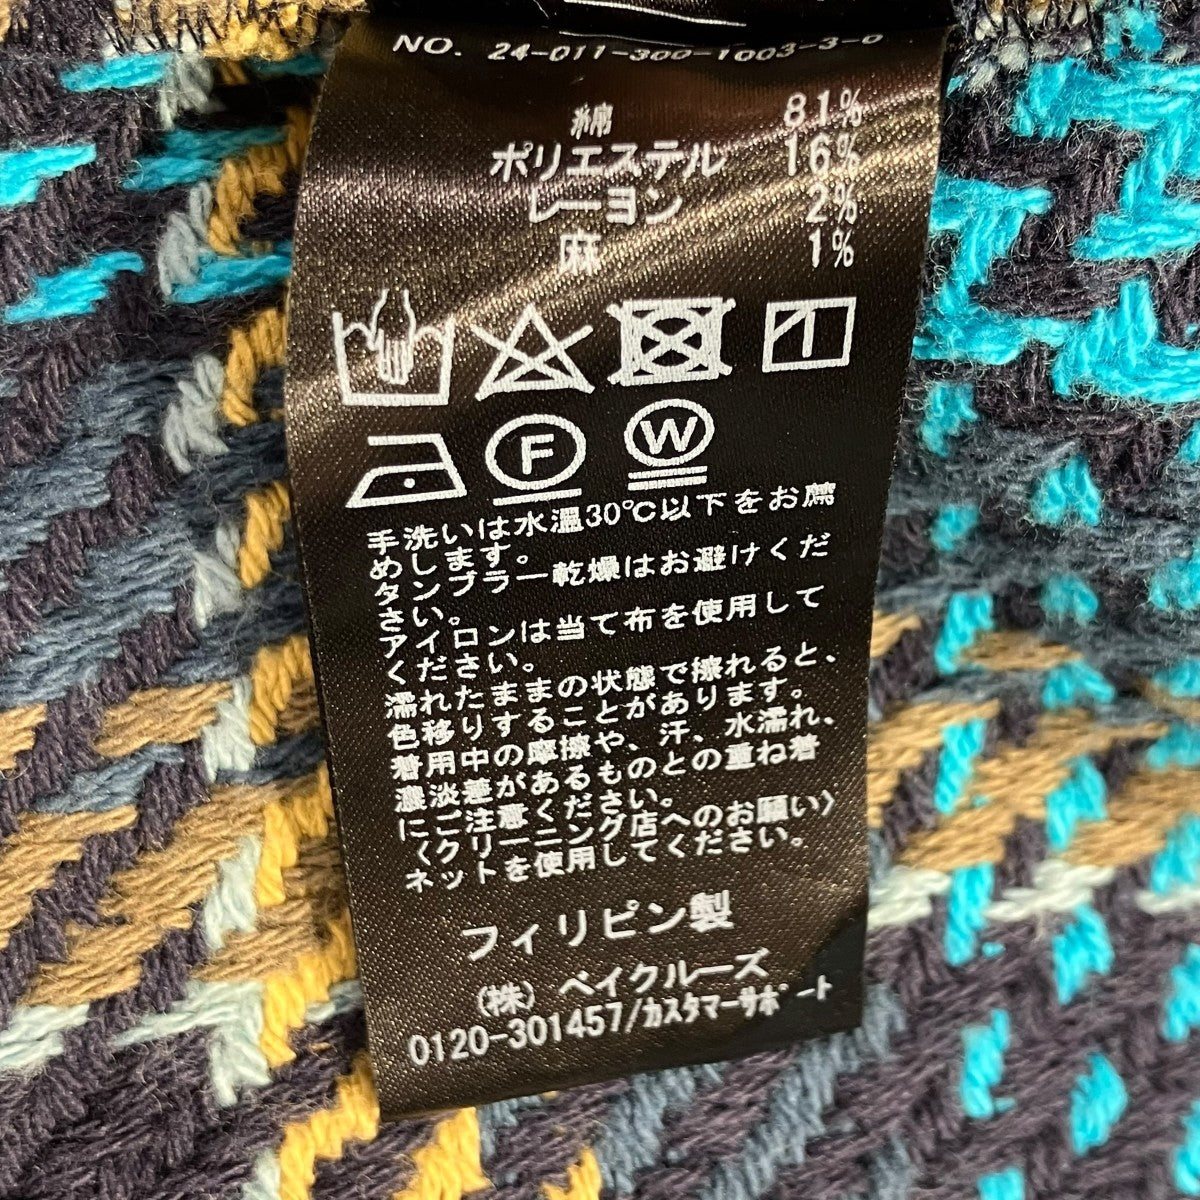 NO. 24-011-300-1003-3-0
綿 81%
ポリエステル 16%
レーヨン 2%
麻 1%
F W
手洗いは水温30℃以下をお薦
めします。
タンブラー乾燥はお避けくだ
さい。
アイロンは当て布を使用して
ください。
濡れたままの状態で擦れると、
色移りすることがあります。
着用中の摩擦や、汗、水濡れ、
濃淡差があるものとの重ね着
にご注意ください。
〈クリーニング店へのお願い〉
ネットを使用してください。
フィリピン製
(株) ベイクルーズ
0120-301457/カスタマーサポート